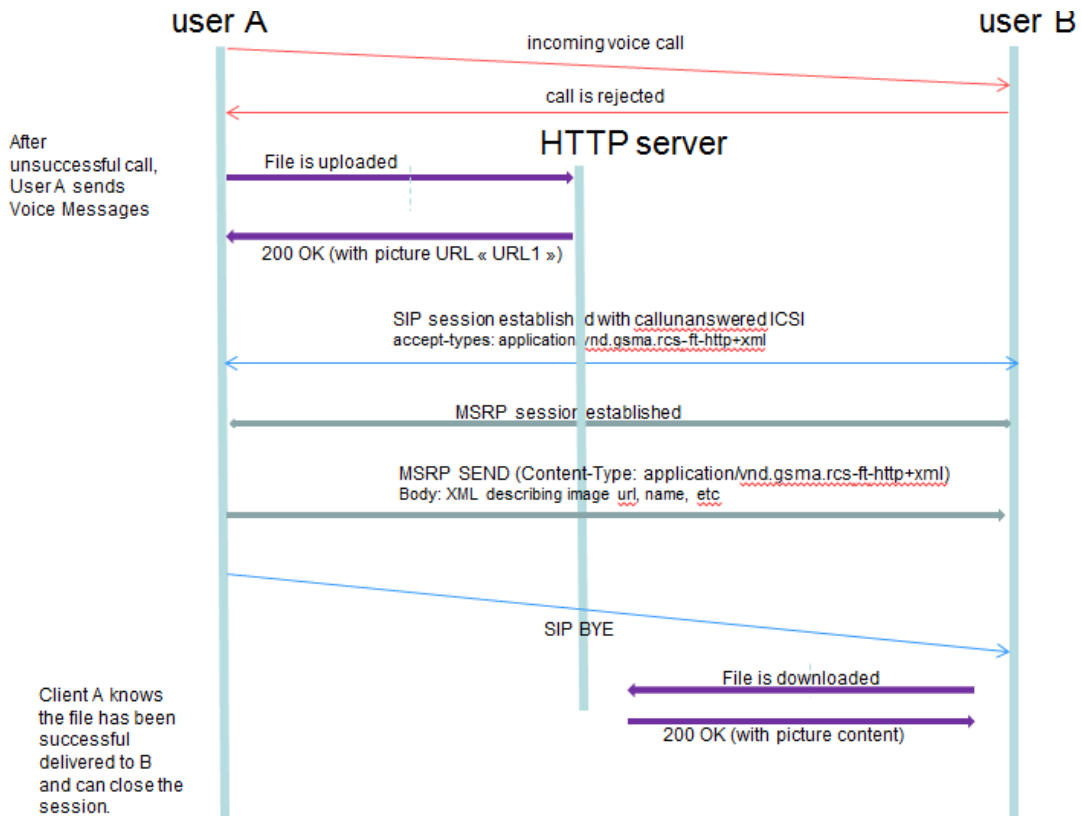 user A
user B
incoming voice call
call is rejected
HTTP server
After
unsuccessful call,
User A sends
Voice Messages
File is uploaded
200 OK (with picture URL « URL1 »)
SIP session established with callunanswered ICSI
accept-types: application/vnd.gsma.rcs-ft-http+xml
MSRP session established
MSRP SEND (Content-Type: application/vnd.gsma.rcs-ft-http+xml)
Body: XML describing image url, name, etc
SIP BYE
File is downloaded
200 OK (with picture content)
Client A knows
the file has been
successful
delivered to B
and can close the
session.